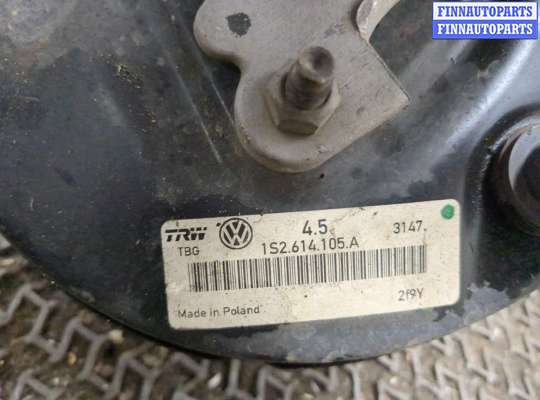 FINNAUTOPARTS
FINNAUTOPARTS
TRW 4.5 3147.
TBG 1S2.614.105.A
Made in Poland 2f9Y